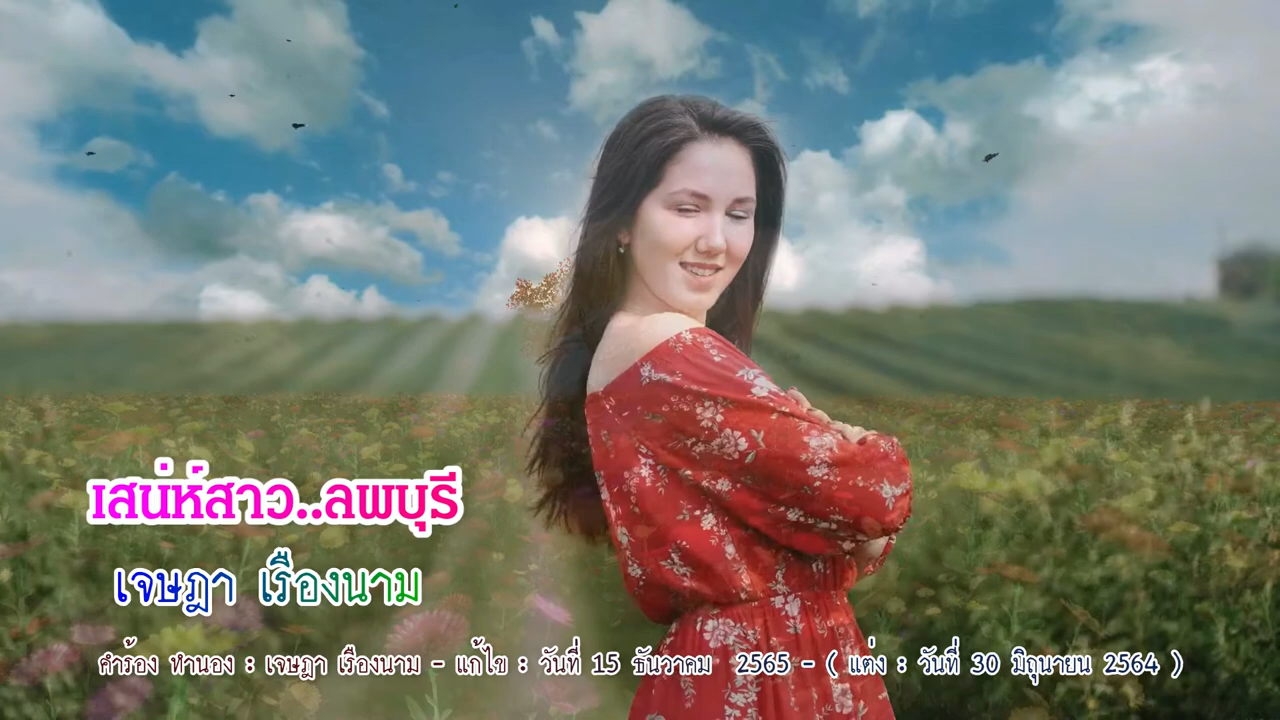 เสน่ห์สาว..ลพบุรี
เจษฎา เรืองนาม
คำร้อง ทำนอง : เจษฎา เรืองนาม - แก้ไข : วันที่ 15 ธันวาคม 2565 - ( แต่ง : วันที่ 30 มิถุนายน 2564 )